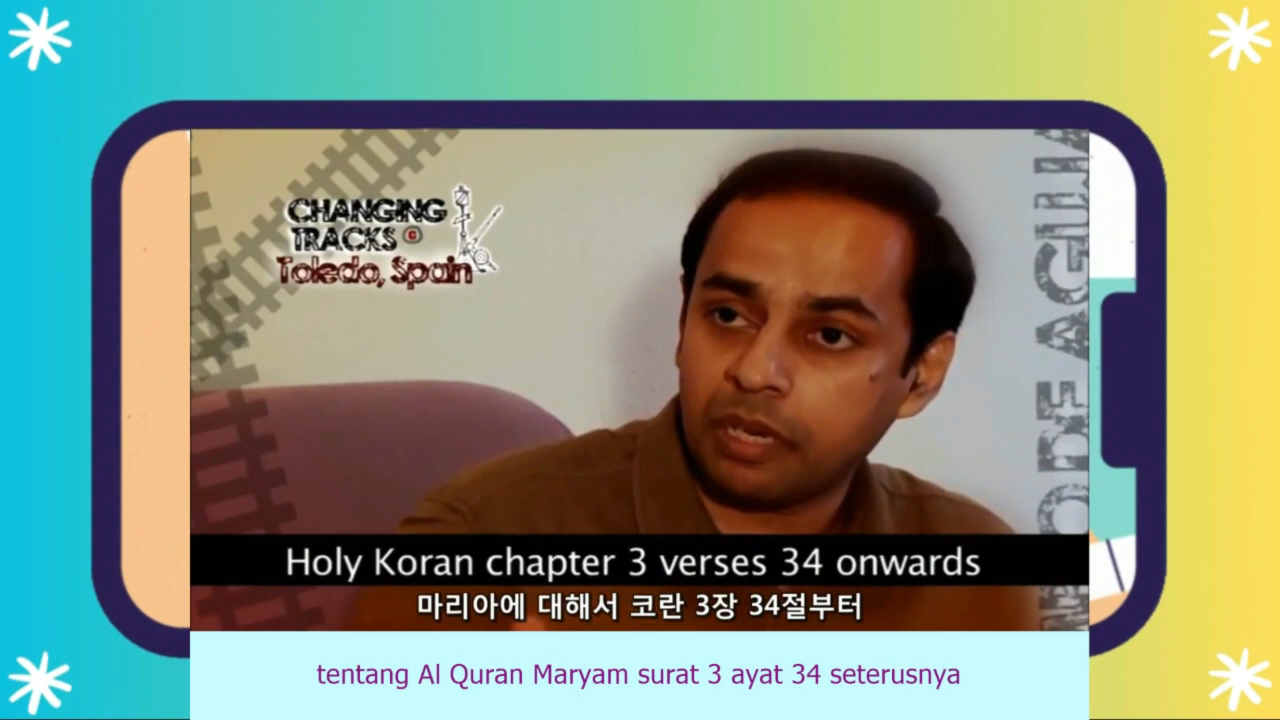 CHANGING
TRACKS
Toledo, Spain
Holy Koran chapter 3 verses 34 onwards
마리아에 대해서 코란 3장 34절부터
tentang Al Quran Maryam surat 3 ayat 34 seterusnya